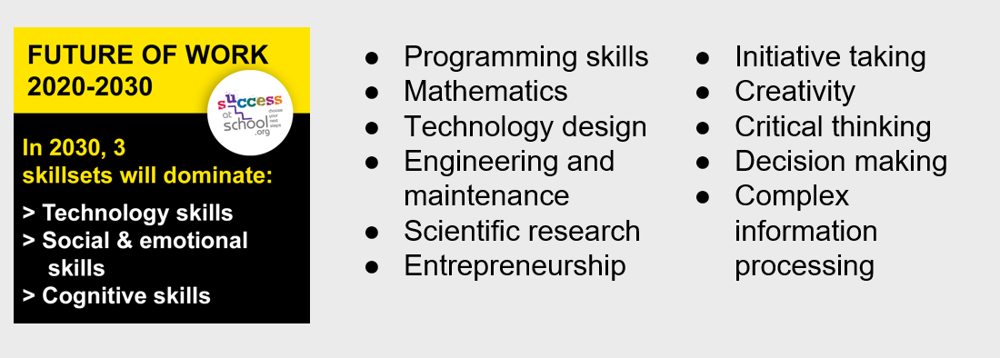 FUTURE OF WORK
2020-2030
success
at
school
.org
choose
your
next
steps
In 2030, 3
skillsets will dominate:
> Technology skills
> Social & emotional
skills
> Cognitive skills
● Programming skills
● Mathematics
● Technology design
● Engineering and
maintenance
● Scientific research
● Entrepreneurship
● Initiative taking
● Creativity
● Critical thinking
● Decision making
● Complex
information
processing